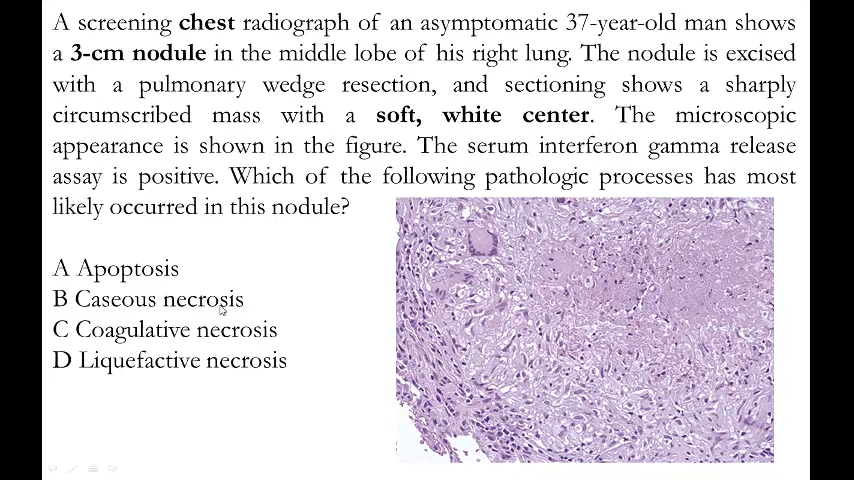 A screening chest radiograph of an asymptomatic 37-year-old man shows
a 3-cm nodule in the middle lobe of his right lung. The nodule is excised
with a pulmonary wedge resection, and sectioning shows a sharply
circumscribed mass with a soft, white center. The microscopic
appearance is shown in the figure. The serum interferon gamma release
assay is positive. Which of the following pathologic processes has most
likely occurred in this nodule?
A Apoptosis
B Caseous necrosis
C Coagulative necrosis
D Liquefactive necrosis